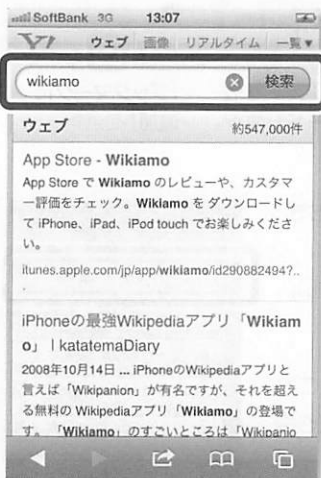 SoftBank 3G 13:07
Y! ウェブ 画像 リアルタイム 一覧▼
wikiamo 検索
ウェブ 約547,000件
App Store - Wikiamo
App Store で Wikiamo のレビューや、カスタマ
ー評価をチェック。Wikiamo を ダウンロードし
て iPhone、iPad、iPod touch でお楽しみくださ
い。
itunes.apple.com/jp/app/wikiamo/id290882494?..
.
iPhoneの最強Wikipediaアプリ「Wikiam
o」 | katatemaDiary
2008年10月14日 ... iPhoneのWikipediaアプリと
言えば「Wikipanion」が有名ですが、それを超え
る無料の Wikipediaアプリ「Wikiamo」の登場で
す。「Wikiamo」のすごいところは「Wikipanio